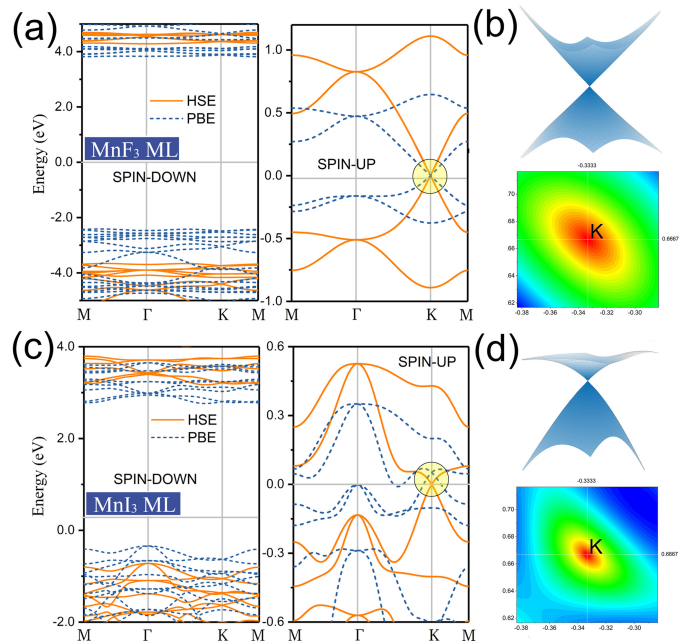 (a)
(b)
4.0
2.0
0.0
-2.0
-4.0
Energy (eV)
HSE
PBE
MnF₃ ML
SPIN-DOWN
M Γ K M
1.0
0.5
0.0
-0.5
-1.0
SPIN-UP
M Γ K M
-0.3333
70
68
66
64
62
K
0.6667
-0.38 -0.36 -0.34 -0.32 -0.30
(c)
(d)
4.0
2.0
0.0
-2.0
Energy (eV)
HSE
PBE
SPIN-DOWN
MnI₃ ML
M Γ K M
0.6
0.3
0.0
-0.3
-0.6
SPIN-UP
M Γ K M
-0.3333
0.70
0.68
0.66
0.64
0.62
K
0.6667
-0.38 -0.36 -0.34 -0.32 -0.30